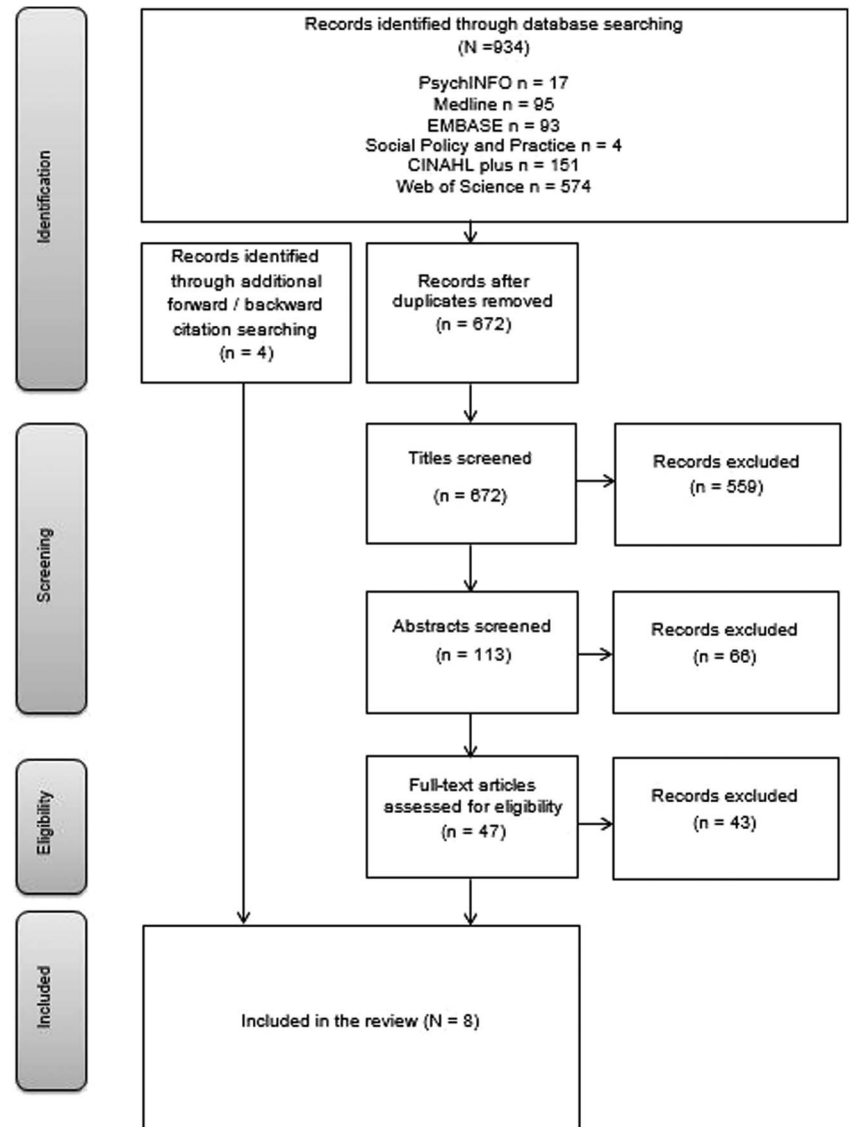 Identification
Records identified through database searching
(N =934)
PsychINFO n = 17
Medline n = 95
EMBASE n = 93
Social Policy and Practice n = 4
CINAHL plus n = 151
Web of Science n = 574
Records identified
through additional
forward / backward
citation searching
(n = 4)
Records after
duplicates removed
(n = 672)
Screening
Titles screened
(n = 672)
Records excluded
(n = 559)
Abstracts screened
(n = 113)
Records excluded
(n = 66)
Eligibility
Full-text articles
assessed for eligibility
(n = 47)
Records excluded
(n = 43)
Included
Included in the review (N = 8)